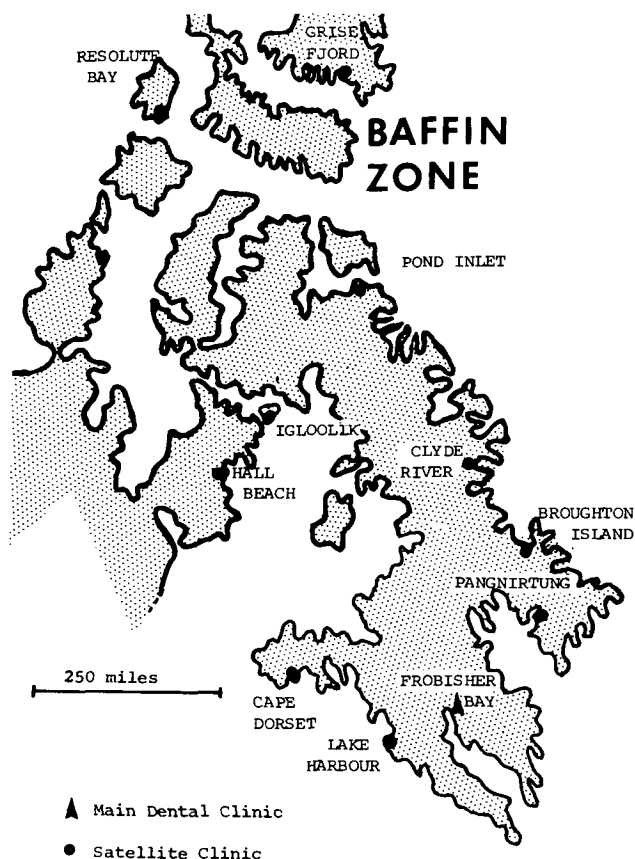 GRISE
FJORD
RESOLUTE
BAY
BAFFIN
ZONE
POND INLET
IGLOOLIK
CLYDE
RIVER
HALL
BEACH
BROUGHTON
ISLAND
PANGNIRTUNG
250 miles
FROBISHER
BAY
CAPE
DORSET
LAKE
HARBOUR
Main Dental Clinic
Satellite Clinic